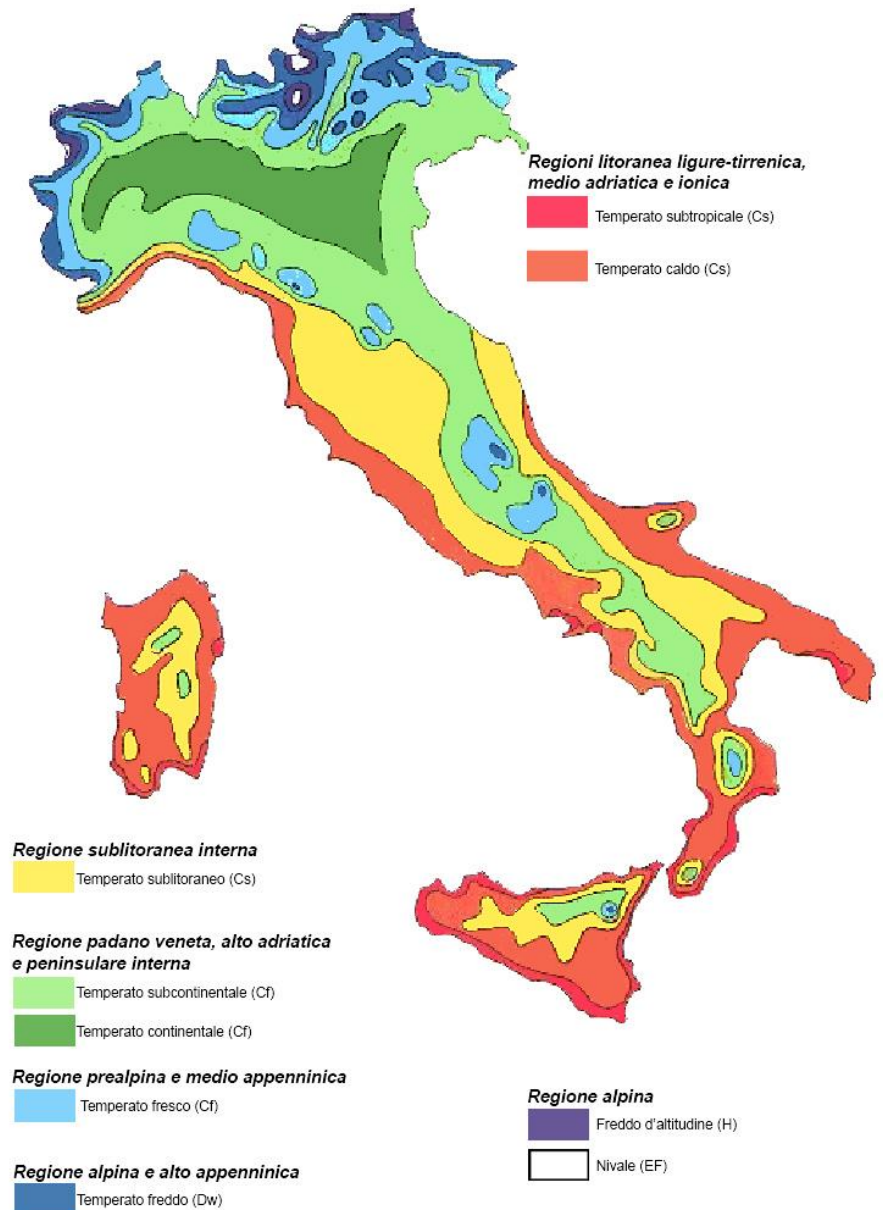 Regioni litoranea ligure-tirrenica,
medio adriatica e ionica
Temperato subtropicale (Cs)
Temperato caldo (Cs)
Regione sublitoranea interna
Temperato sublitoraneo (Cs)
Regione padano veneta, alto adriatica
e peninsulare interna
Temperato subcontinentale (Cf)
Temperato continentale (Cf)
Regione prealpina e medio appenninica
Temperato fresco (Cf)
Regione alpina e alto appenninica
Temperato freddo (Dw)
Regione alpina
Freddo d'altitudine (H)
Nivale (EF)